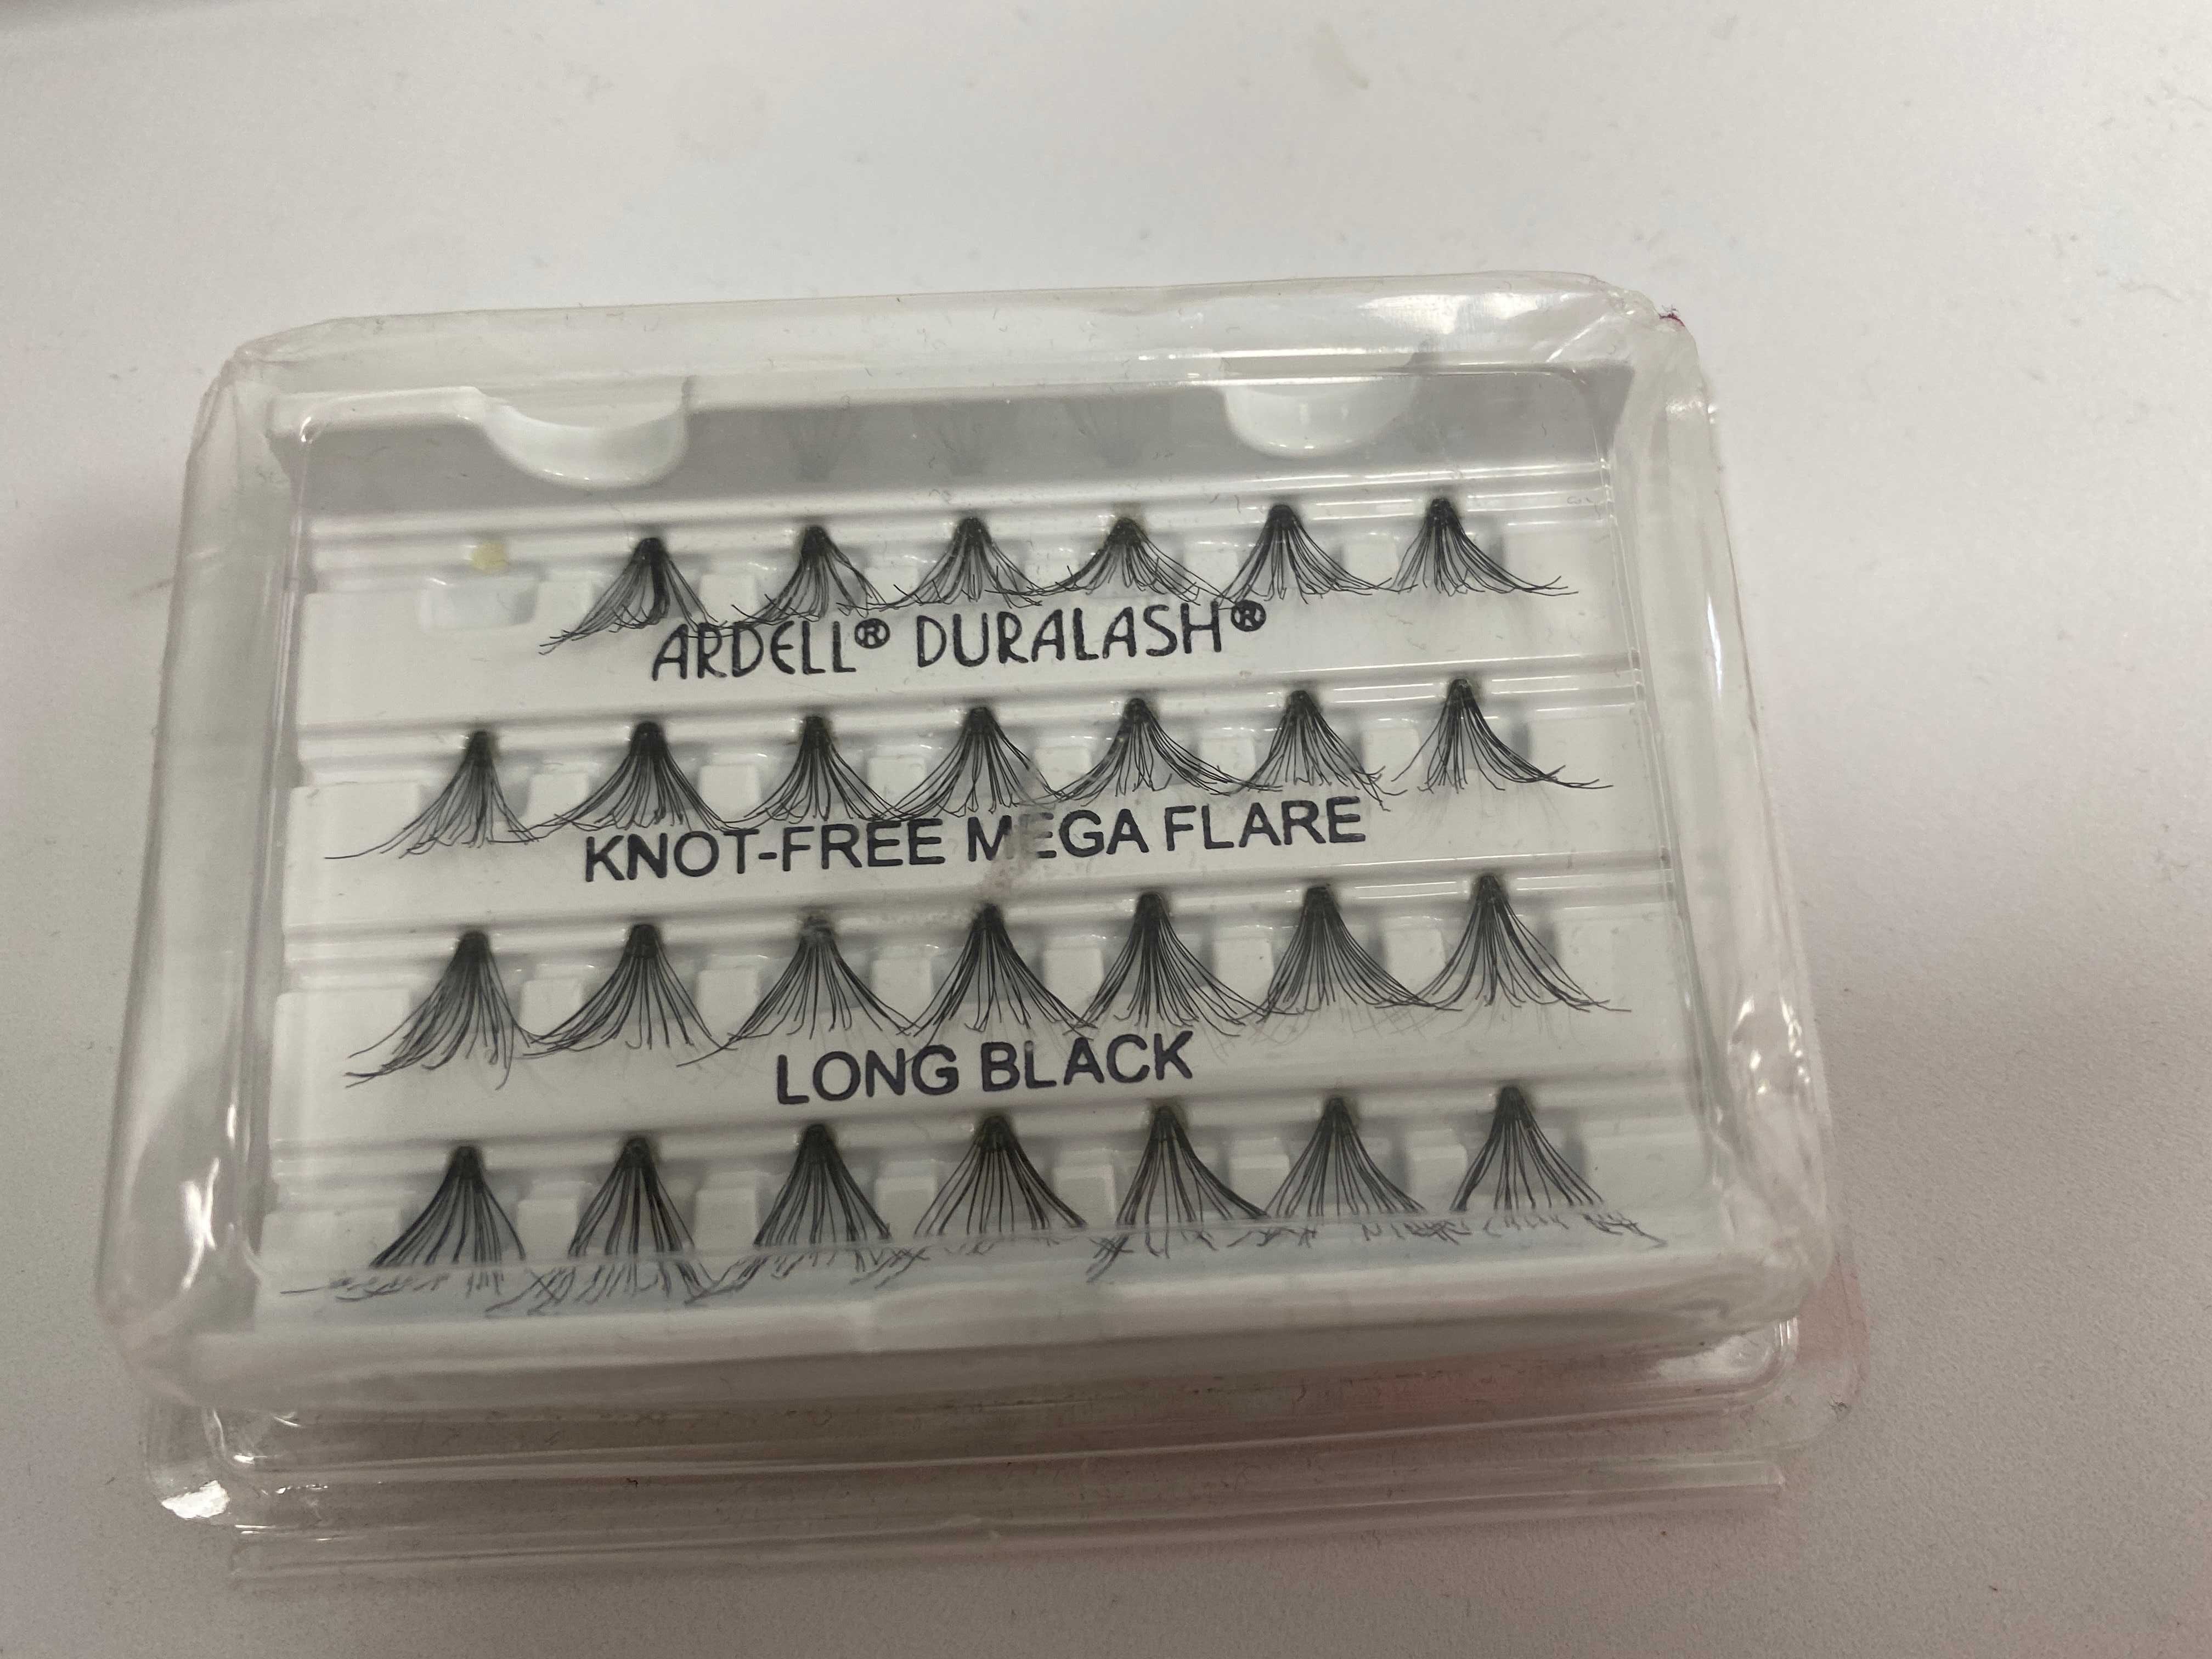 ARDELL® DURALASH®
KNOT-FREE MEGA FLARE
LONG BLACK